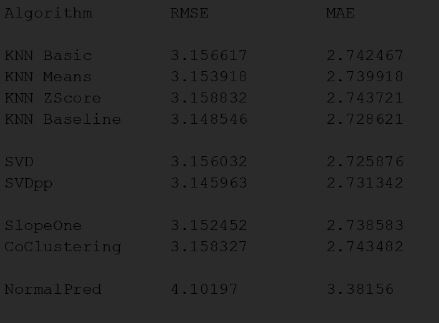 Algorithm RMSE MAE
KNN Basic 3.156617 2.742467
KNN Means 3.153918 2.739918
KNN ZScore 3.158832 2.743721
KNN Baseline 3.148546 2.728621
SVD 3.156032 2.725876
SVDpp 3.145963 2.731342
SlopeOne 3.152452 2.738583
CoClustering 3.158327 2.743482
NormalPred 4.10197 3.38156